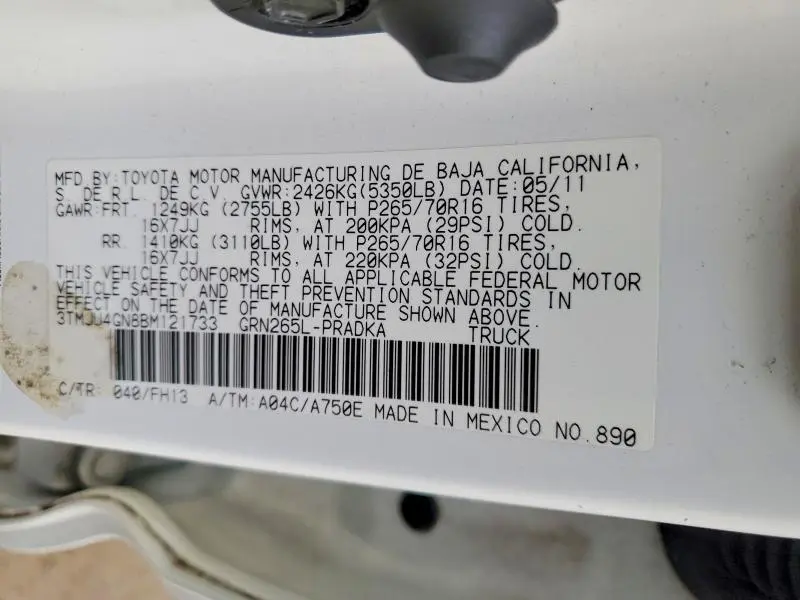 MFD BY:TOYOTA MOTOR MANUFACTURING DE BAJA CALIFORNIA,
S. DE R.L. DE C.V. GVWR:2426KG(5350LB) DATE:05/11
GAWR:FRT. 1249KG (2755LB) WITH P265/70R16 TIRES,
16X7JJ RIMS, AT 200KPA (29PSI) COLD.
RR. 1410KG (3110LB) WITH P265/70R16 TIRES,
16X7JJ RIMS, AT 220KPA (32PSI) COLD.
THIS VEHICLE CONFORMS TO ALL APPLICABLE FEDERAL MOTOR
VEHICLE SAFETY AND THEFT PREVENTION STANDARDS IN
EFFECT ON THE DATE OF MANUFACTURE SHOWN ABOVE.
3TMJU4GN8BM121733 GRN265L-PRADKA TRUCK
C/TR: 040/FH13 A/TM:A04C/A750E MADE IN MEXICO NO.890